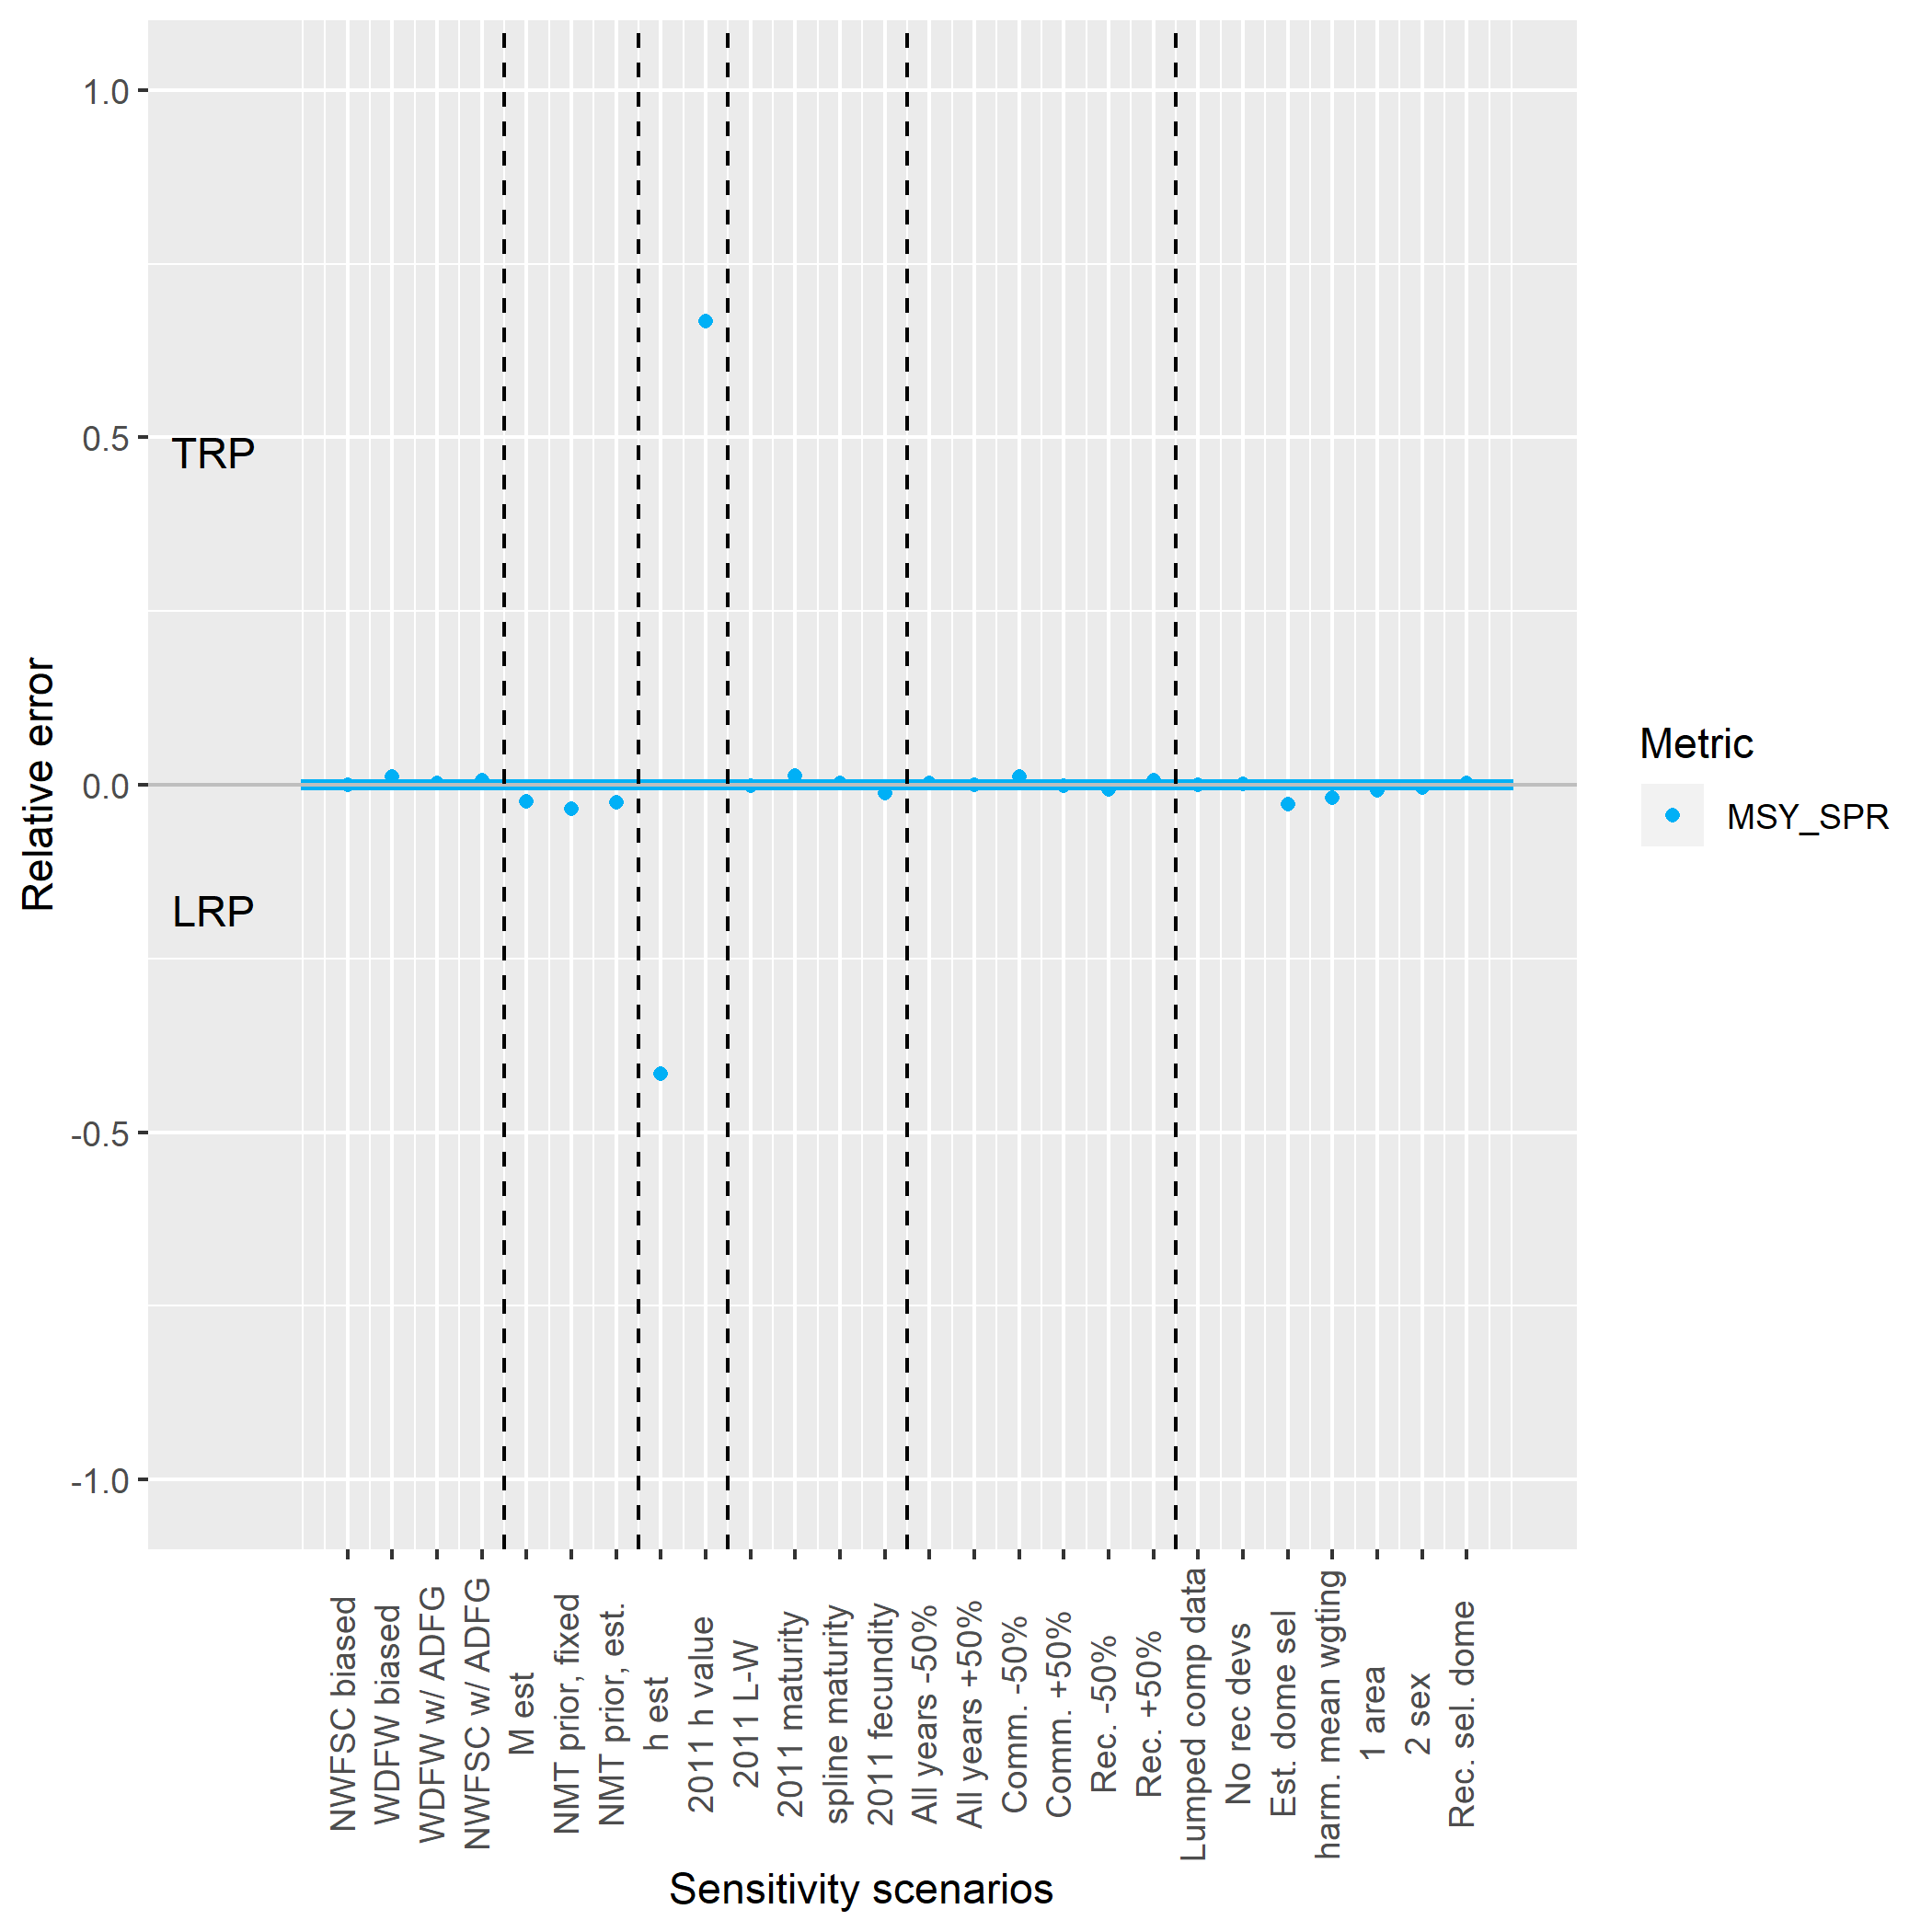 1.0
0.5
0.0
-0.5
-1.0
Relative error
TRP
LRP
NWFSC biased
WDFW biased
WDFW w/ ADFG
NWFSC w/ ADFG
M est
NMT prior, fixed
NMT prior, est.
h est
2011 h value
2011 L-W
2011 maturity
spline maturity
2011 fecundity
All years -50%
All years +50%
Comm. -50%
Comm. +50%
Rec. -50%
Rec. +50%
Lumped comp data
No rec devs
Est. dome sel
harm. mean wgting
1 area
2 sex
Rec. sel. dome
Sensitivity scenarios
Metric
MSY_SPR